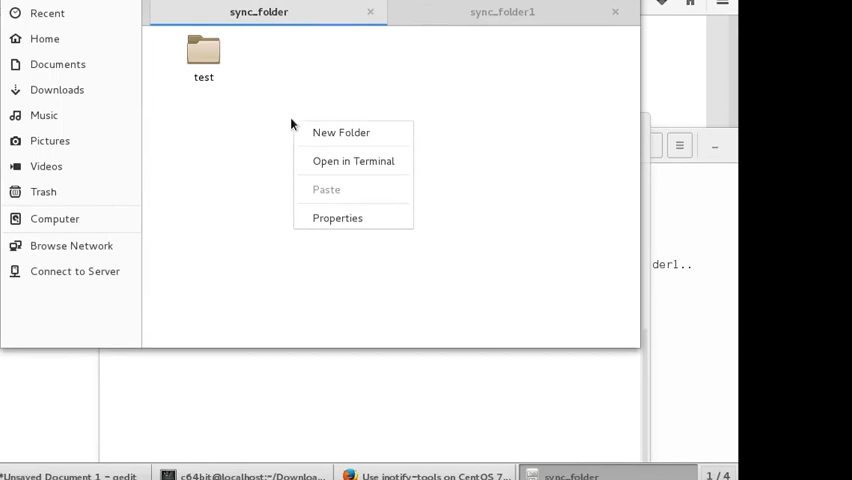 Recent
Home
Documents
Downloads
Music
Pictures
Videos
Trash
Computer
Browse Network
Connect to Server
sync_folder
sync_folder1
test
New Folder
Open in Terminal
Paste
Properties
der1..
*Unsaved Document 1 - gedit
c64bit@localhost:~/Downloa...
Use inotify-tools on CentOS 7...
sync_folder
1 / 4